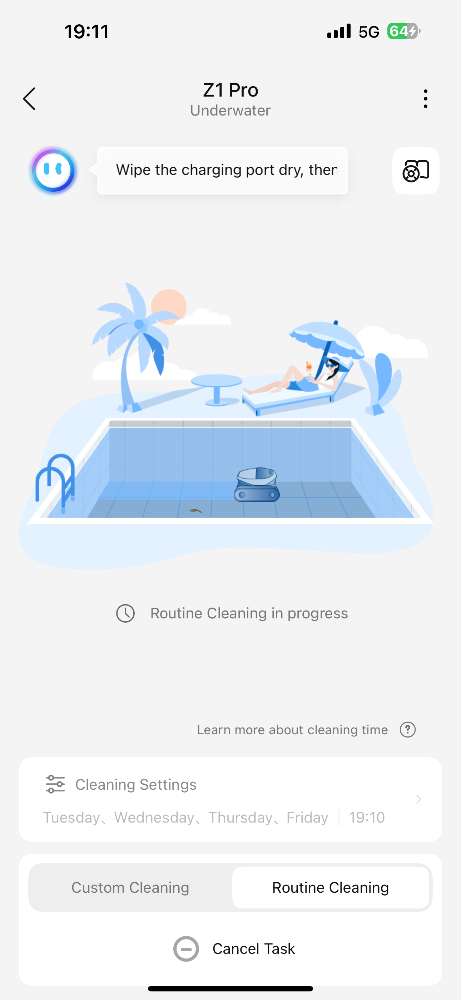 19:11
5G 64
Z1 Pro
Underwater
Wipe the charging port dry, then
Routine Cleaning in progress
Learn more about cleaning time ?
Cleaning Settings
Tuesday、Wednesday、Thursday、Friday 19:10
Custom Cleaning
Routine Cleaning
Cancel Task